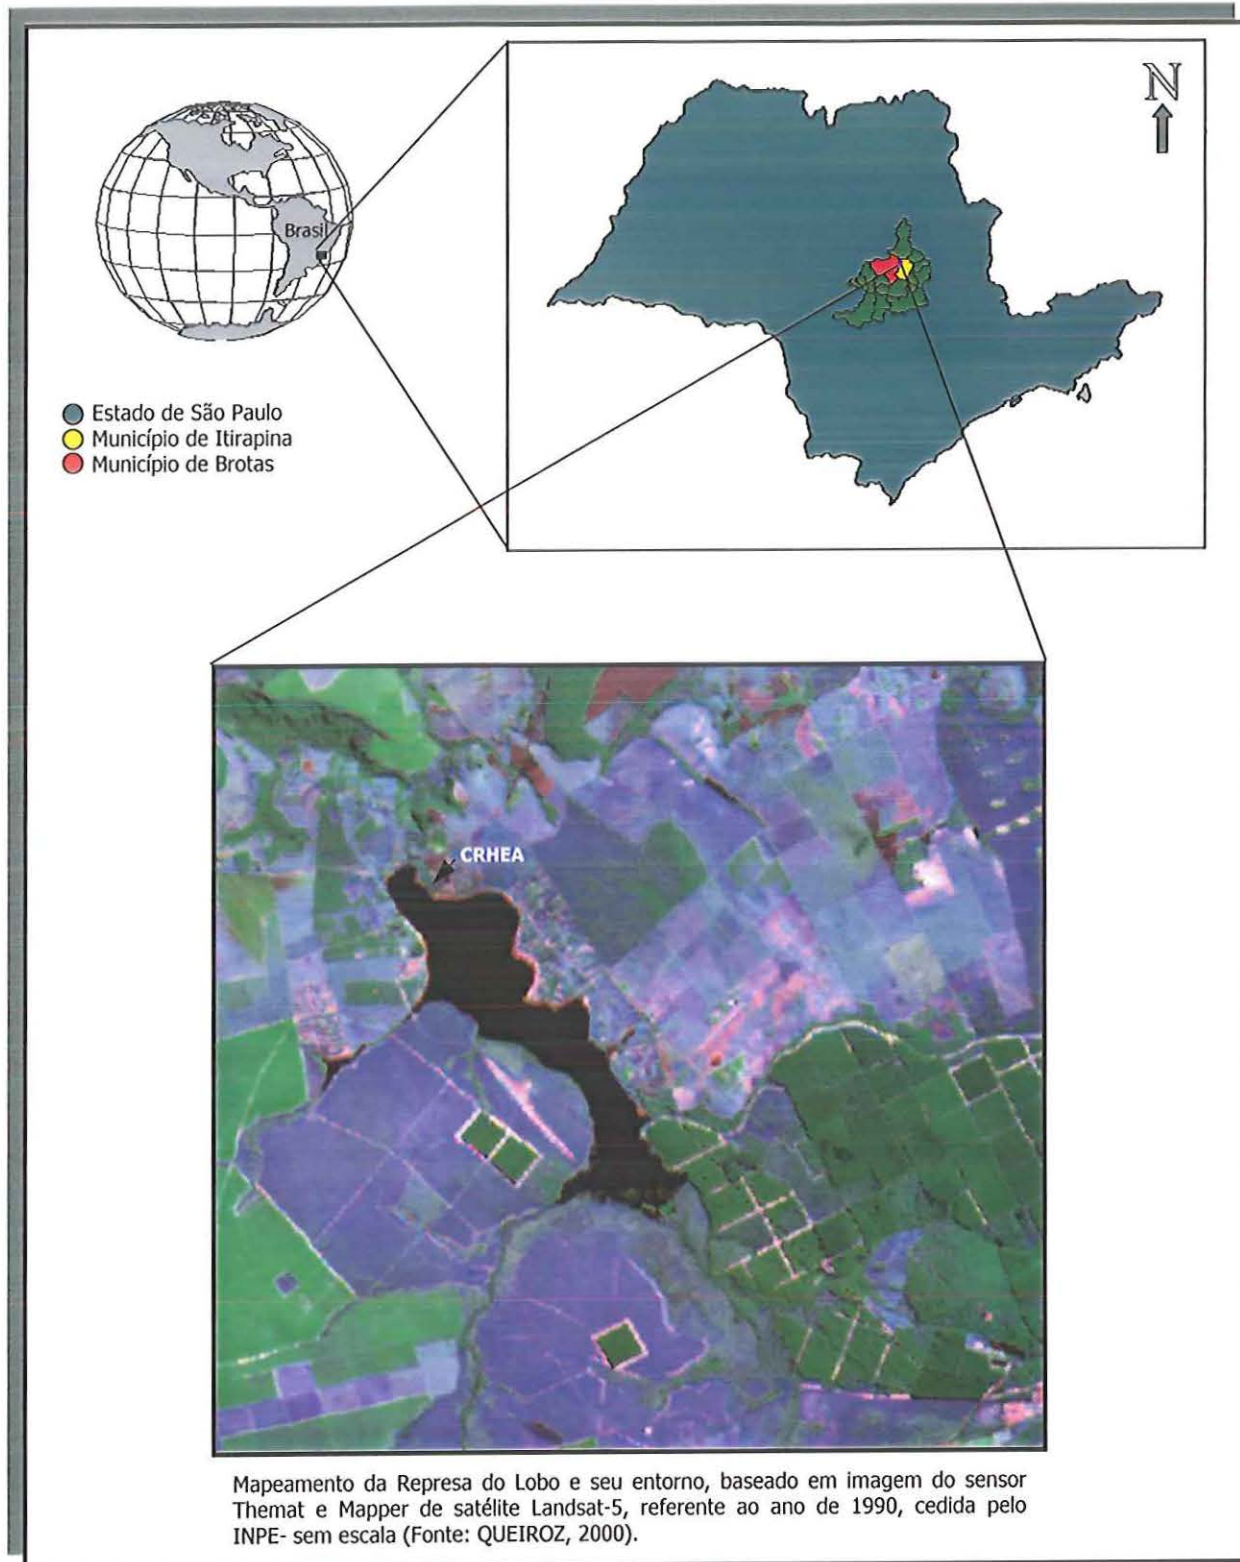 N
Brasil
Estado de São Paulo
Município de Itirapina
Município de Brotas
CRHEA
Mapeamento da Represa do Lobo e seu entorno, baseado em imagem do sensor
Themat e Mapper de satélite Landsat-5, referente ao ano de 1990, cedida pelo
INPE- sem escala (Fonte: QUEIROZ, 2000).